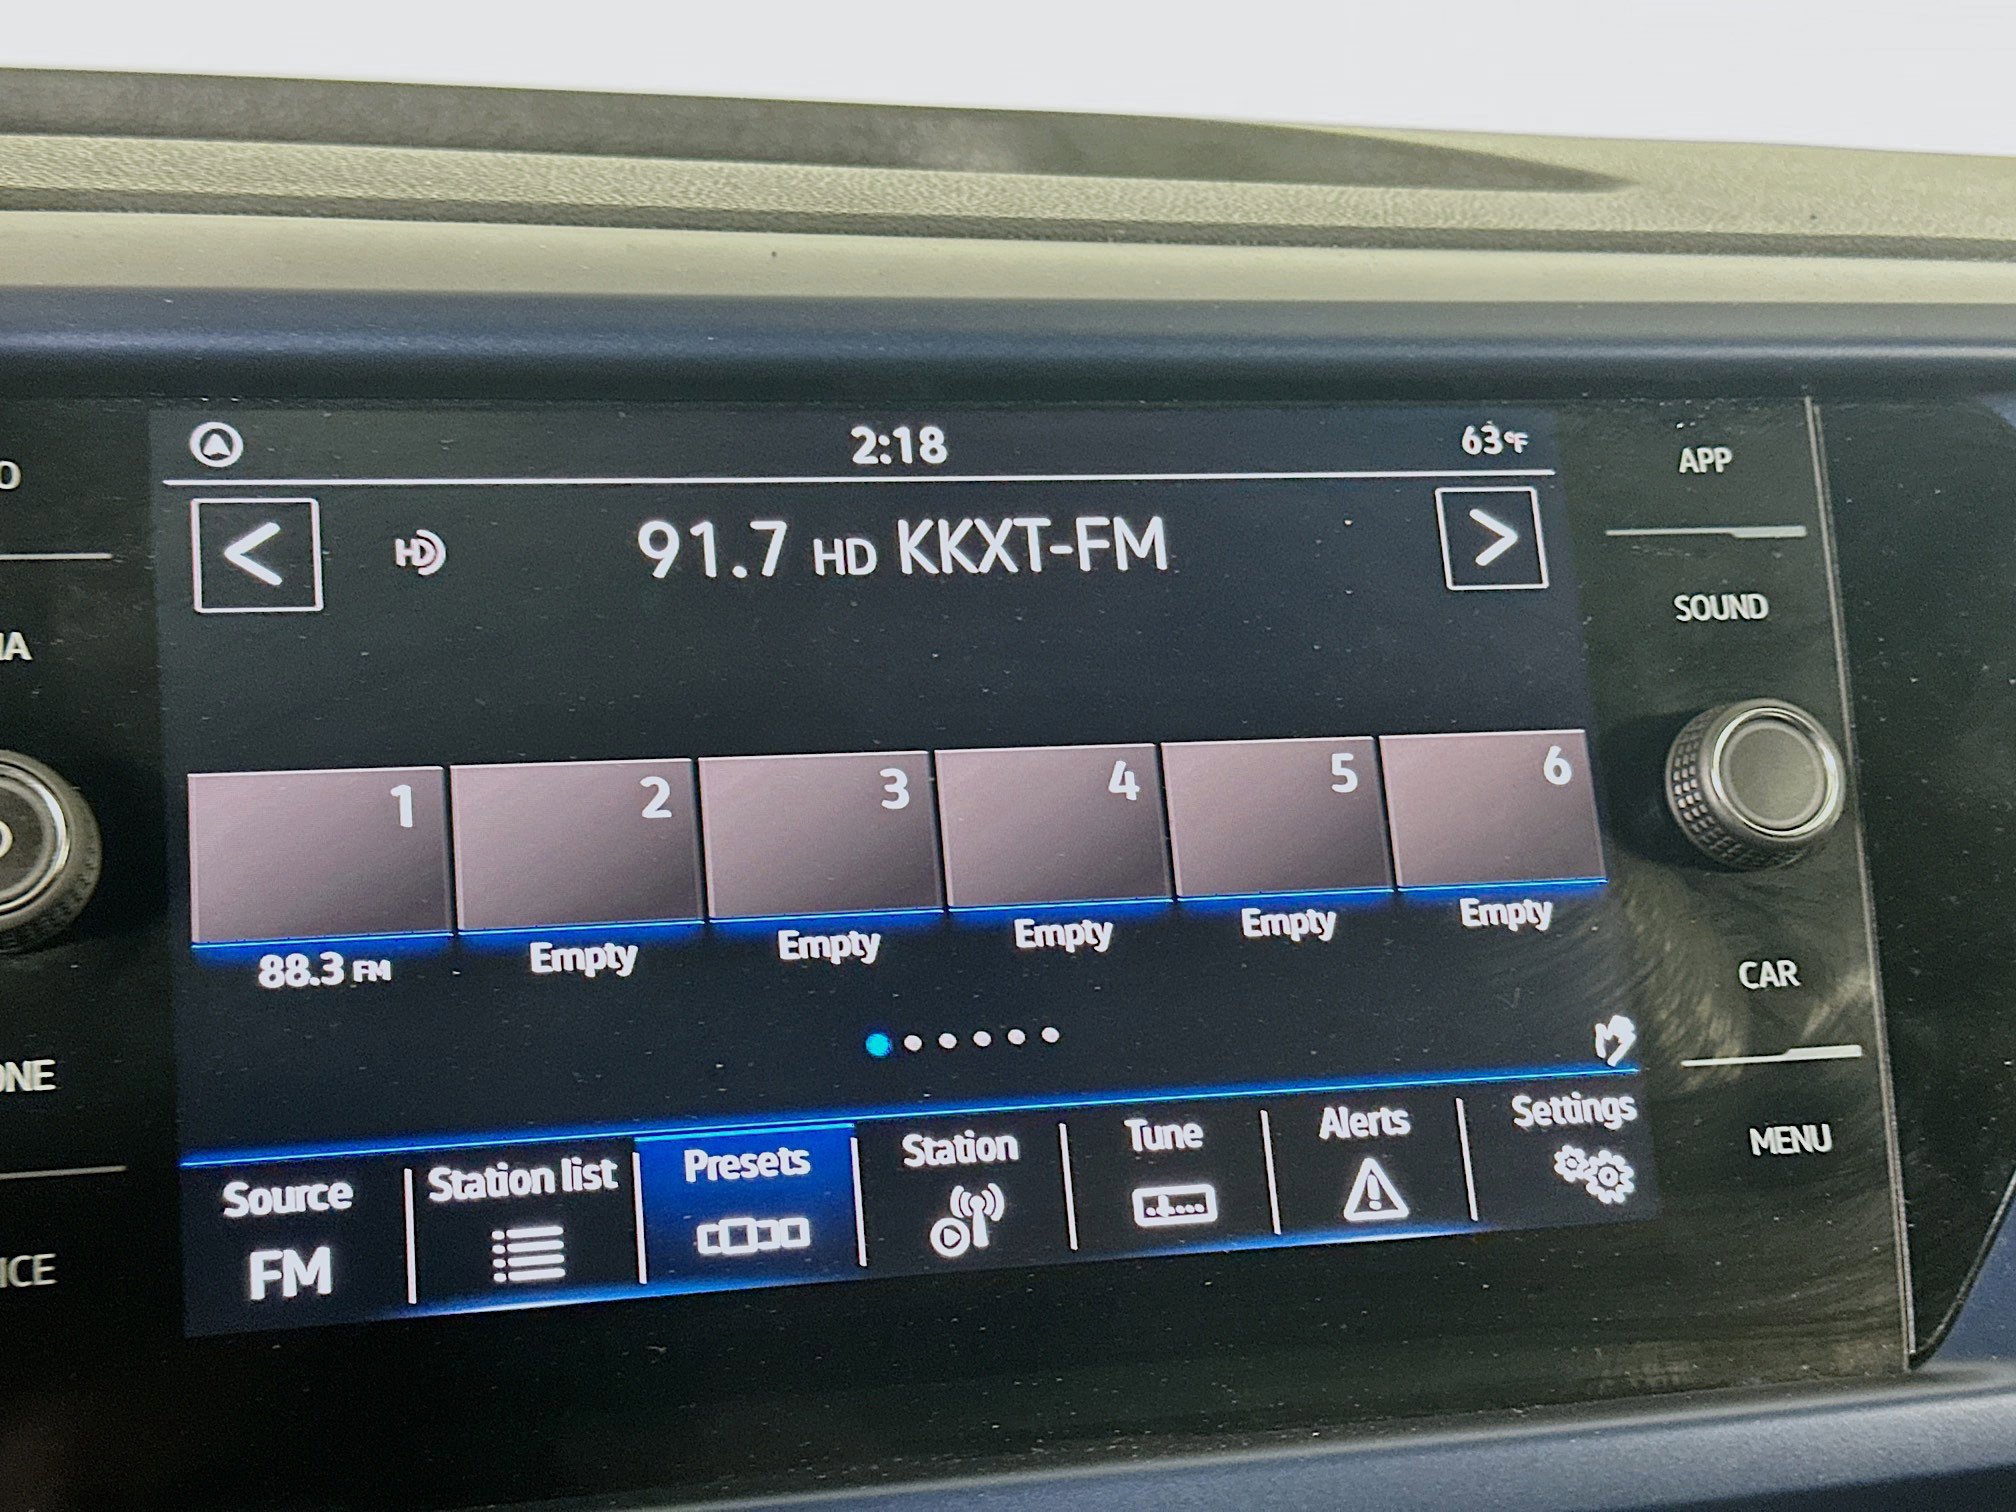 2:18 63°F
< HD 91.7 HD KKXT-FM >
1 2 3 4 5 6
88.3 FM Empty Empty Empty Empty Empty
Source Station list Presets Station Tune Alerts Settings
FM
APP
SOUND
CAR
MENU